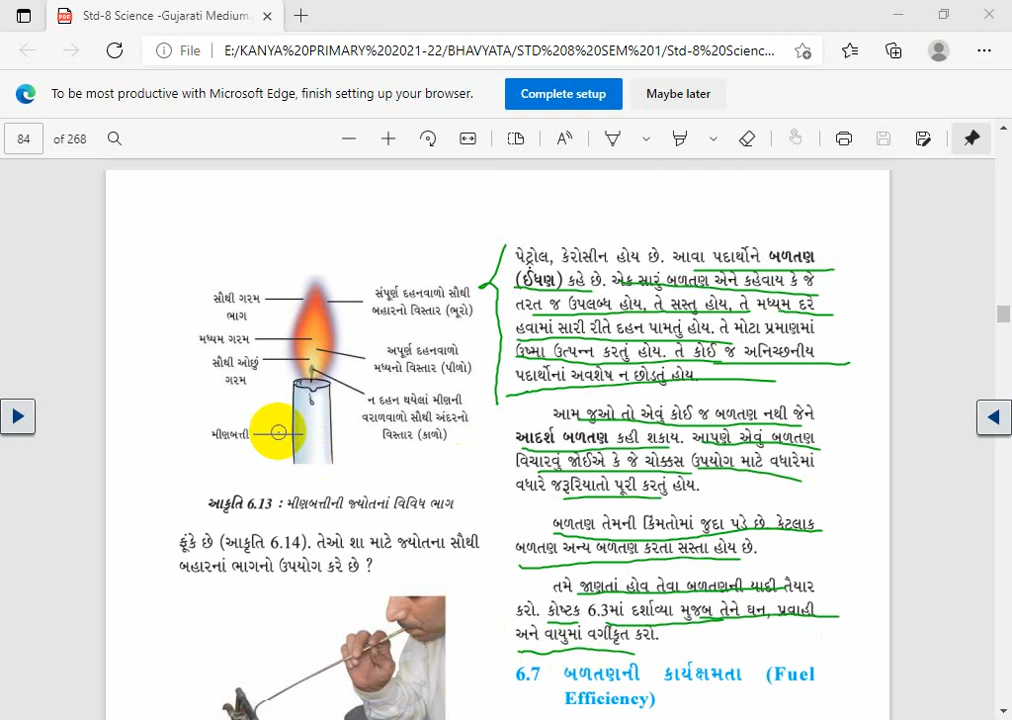 Std-8 Science -Gujarati Medium
File
E:/KANYA%20PRIMARY%202021-22/BHAVYATA/STD%208%20SEM%201/Std-8%20Scienc...
To be most productive with Microsoft Edge, finish setting up your browser.
Complete setup
Maybe later
84
of 268
સૌથી ગરમ
ભાગ
મધ્યમ ગરમ
સૌથી ઓછું
ગરમ
મીણબત્તી
સંપૂર્ણ દહનવાળો સૌથી
બહારનો વિસ્તાર (ભૂરો)
અપૂર્ણ દહનવાળો
મધ્યનો વિસ્તાર (પીળો)
ન દહન થયેલાં મીણની
વરાળવાળો સૌથી અંદરનો
વિસ્તાર (કાળો)
આકૃતિ 6.13 : મીણબત્તીની જ્યોતનાં વિવિધ ભાગ
ફૂંકે છે (આકૃતિ 6.14). તેઓ શા માટે જ્યોતના સૌથી
બહારનાં ભાગનો ઉપયોગ કરે છે ?
પેટ્રોલ, કેરોસીન હોય છે. આવા પદાર્થોને બળતણ
(ઈંધણ) કહે છે. એક સારું બળતણ એને કહેવાય કે જે
તરત જ ઉપલબ્ધ હોય, તે સસ્તુ હોય, તે મધ્યમ દરે
હવામાં સારી રીતે દહન પામતું હોય. તે મોટા પ્રમાણમાં
ઉષ્મા ઉત્પન્ન કરતું હોય. તે કોઈ જ અનિચ્છનીય
પદાર્થોનાં અવશેષ ન છોડતું હોય.
આમ જુઓ તો એવું કોઈ જ બળતણ નથી જેને
આદર્શ બળતણ કહી શકાય. આપણે એવું બળતણ
વિચારવું જોઈએ કે જે ચોક્કસ ઉપયોગ માટે વધારેમાં
વધારે જરૂરિયાતો પૂરી કરતું હોય.
બળતણ તેમની કિંમતોમાં જુદા પડે છે. કેટલાક
બળતણ અન્ય બળતણ કરતા સસ્તા હોય છે.
તમે જાણતાં હોવ તેવા બળતણની યાદી તૈયાર
કરો. કોષ્ટક 6.3માં દર્શાવ્યા મુજબ તેને ઘન, પ્રવાહી
અને વાયુમાં વર્ગીકૃત કરો.
6.7 બળતણની કાર્યક્ષમતા (Fuel
Efficiency)